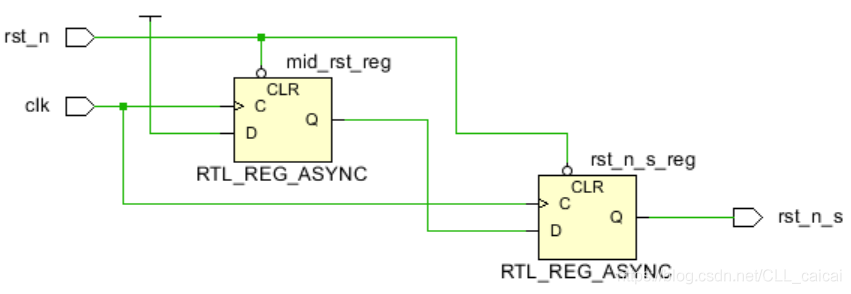 rst_n
mid_rst_reg
CLR
clk
C
D
Q
RTL_REG_ASYNC
rst_n_s_reg
CLR
C
D
Q
rst_n_s
RTL_REG_ASYNC
https://blog.csdn.net/CLL_caicai